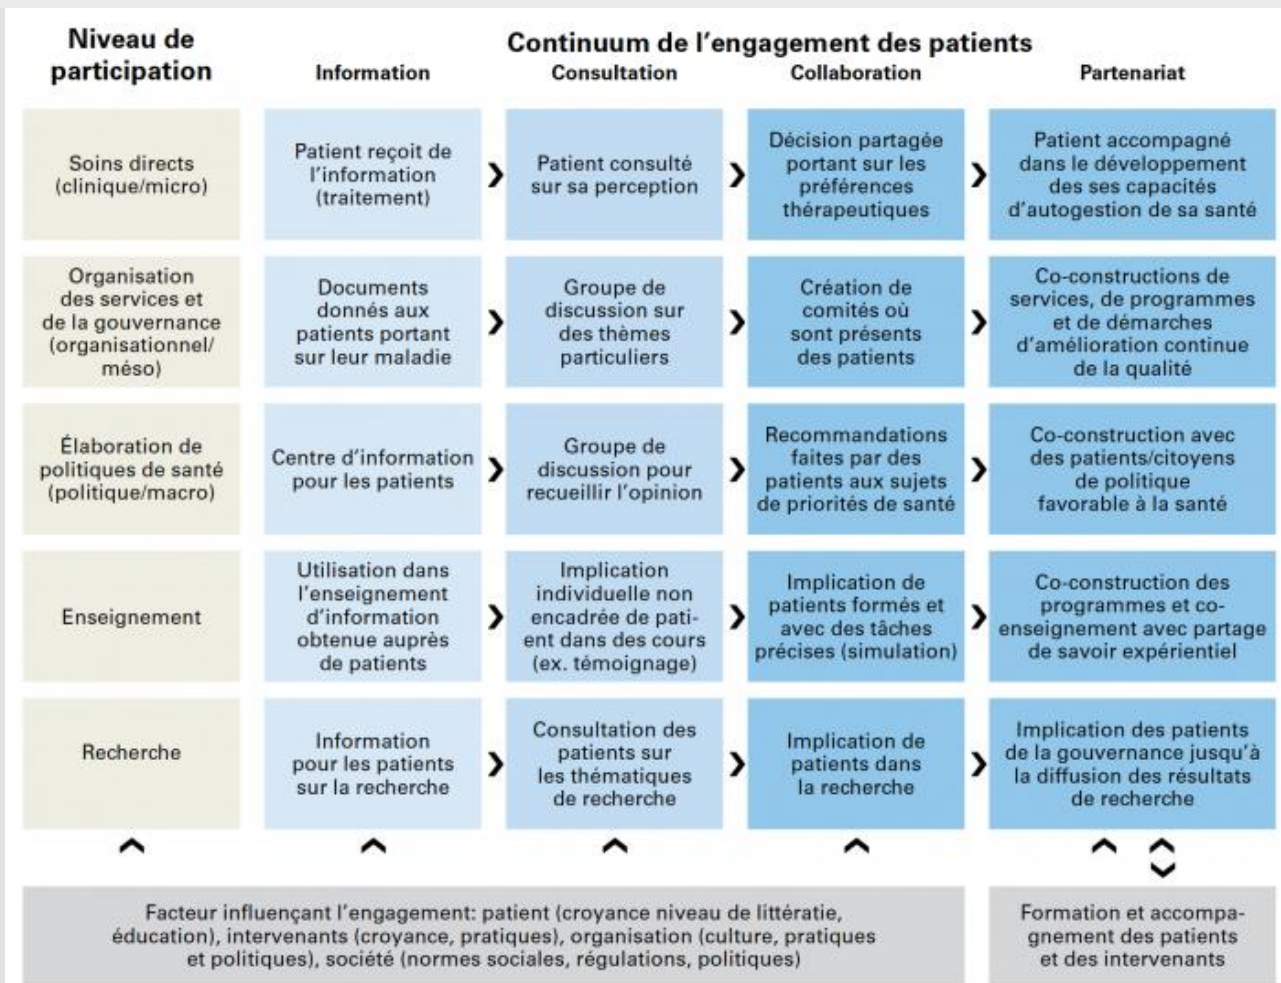 Niveau de
participation
Continuum de l’engagement des patients
Information
Consultation
Collaboration
Partenariat
Soins directs
(clinique/micro)
Patient reçoit de
l’information
(traitement)
Patient consulté
sur sa perception
Décision partagée
portant sur les
préférences
thérapeutiques
Patient accompagné
dans le développement
des ses capacités
d’autogestion de sa santé
Organisation
des services et
de la gouvernance
(organisationnel/
méso)
Documents
donnés aux
patients portant
sur leur maladie
Groupe de
discussion sur
des thèmes
particuliers
Création de
comités où
sont présents
des patients
Co-constructions de
services, de programmes
et de démarches
d’amélioration continue
de la qualité
Élaboration de
politiques de santé
(politique/macro)
Centre d’information
pour les patients
Groupe de
discussion pour
recueillir l’opinion
Recommandations
faites par des
patients aux sujets
de priorités de santé
Co-construction avec
des patients/citoyens
de politique
favorable à la santé
Enseignement
Utilisation dans
l’enseignement
d’information
obtenue auprès
de patients
Implication
individuelle non
encadrée de pati-
ent dans des cours
(ex. témoignage)
Implication de
patients formés et
avec des tâches
précises (simulation)
Co-construction des
programmes et co-
enseignement avec partage
de savoir expérientiel
Recherche
Information
pour les patients
sur la recherche
Consultation des
patients sur
les thématiques
de recherche
Implication de
patients dans
la recherche
Implication des patients
de la gouvernance jusqu’à
la diffusion des résultats
de recherche
Facteur influençant l’engagement: patient (croyance niveau de littératie,
éducation), intervenants (croyance, pratiques), organisation (culture, pratiques
et politiques), société (normes sociales, régulations, politiques)
Formation et accompa-
gnement des patients
et des intervenants